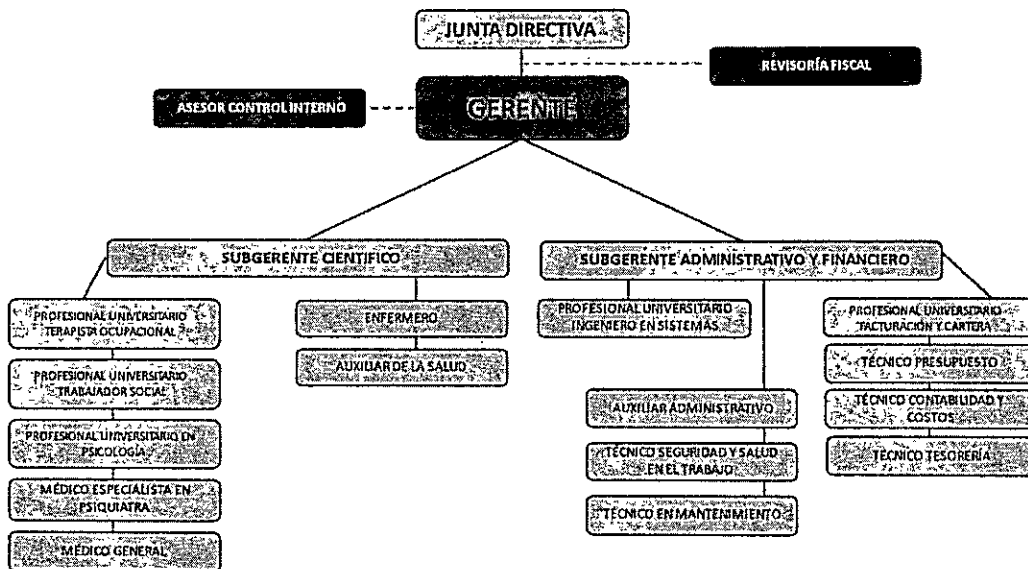 JUNTA DIRECTIVA
REVISORÍA FISCAL
ASESOR CONTROL INTERNO
GERENTE
SUBGERENTE CIENTÍFICO
SUBGERENTE ADMINISTRATIVO Y FINANCIERO
PROFESIONAL UNIVERSITARIO
TERAPISTA OCUPACIONAL
PROFESIONAL UNIVERSITARIO
TRABAJADOR SOCIAL
PROFESIONAL UNIVERSITARIO EN
PSICOLOGÍA
MÉDICO ESPECIALISTA EN
PSIQUIATRA
MÉDICO GENERAL
ENFERMERO
AUXILIAR DE LA SALUD
PROFESIONAL UNIVERSITARIO
INGENIERO EN SISTEMAS
AUXILIAR ADMINISTRATIVO
TÉCNICO SEGURIDAD Y SALUD
EN EL TRABAJO
TÉCNICO EN MANTENIMIENTO
PROFESIONAL UNIVERSITARIO
FACTURACIÓN Y CARTERA
TÉCNICO PRESUPUESTO
TÉCNICO CONTABILIDAD Y
COSTOS
TÉCNICO TESORERÍA